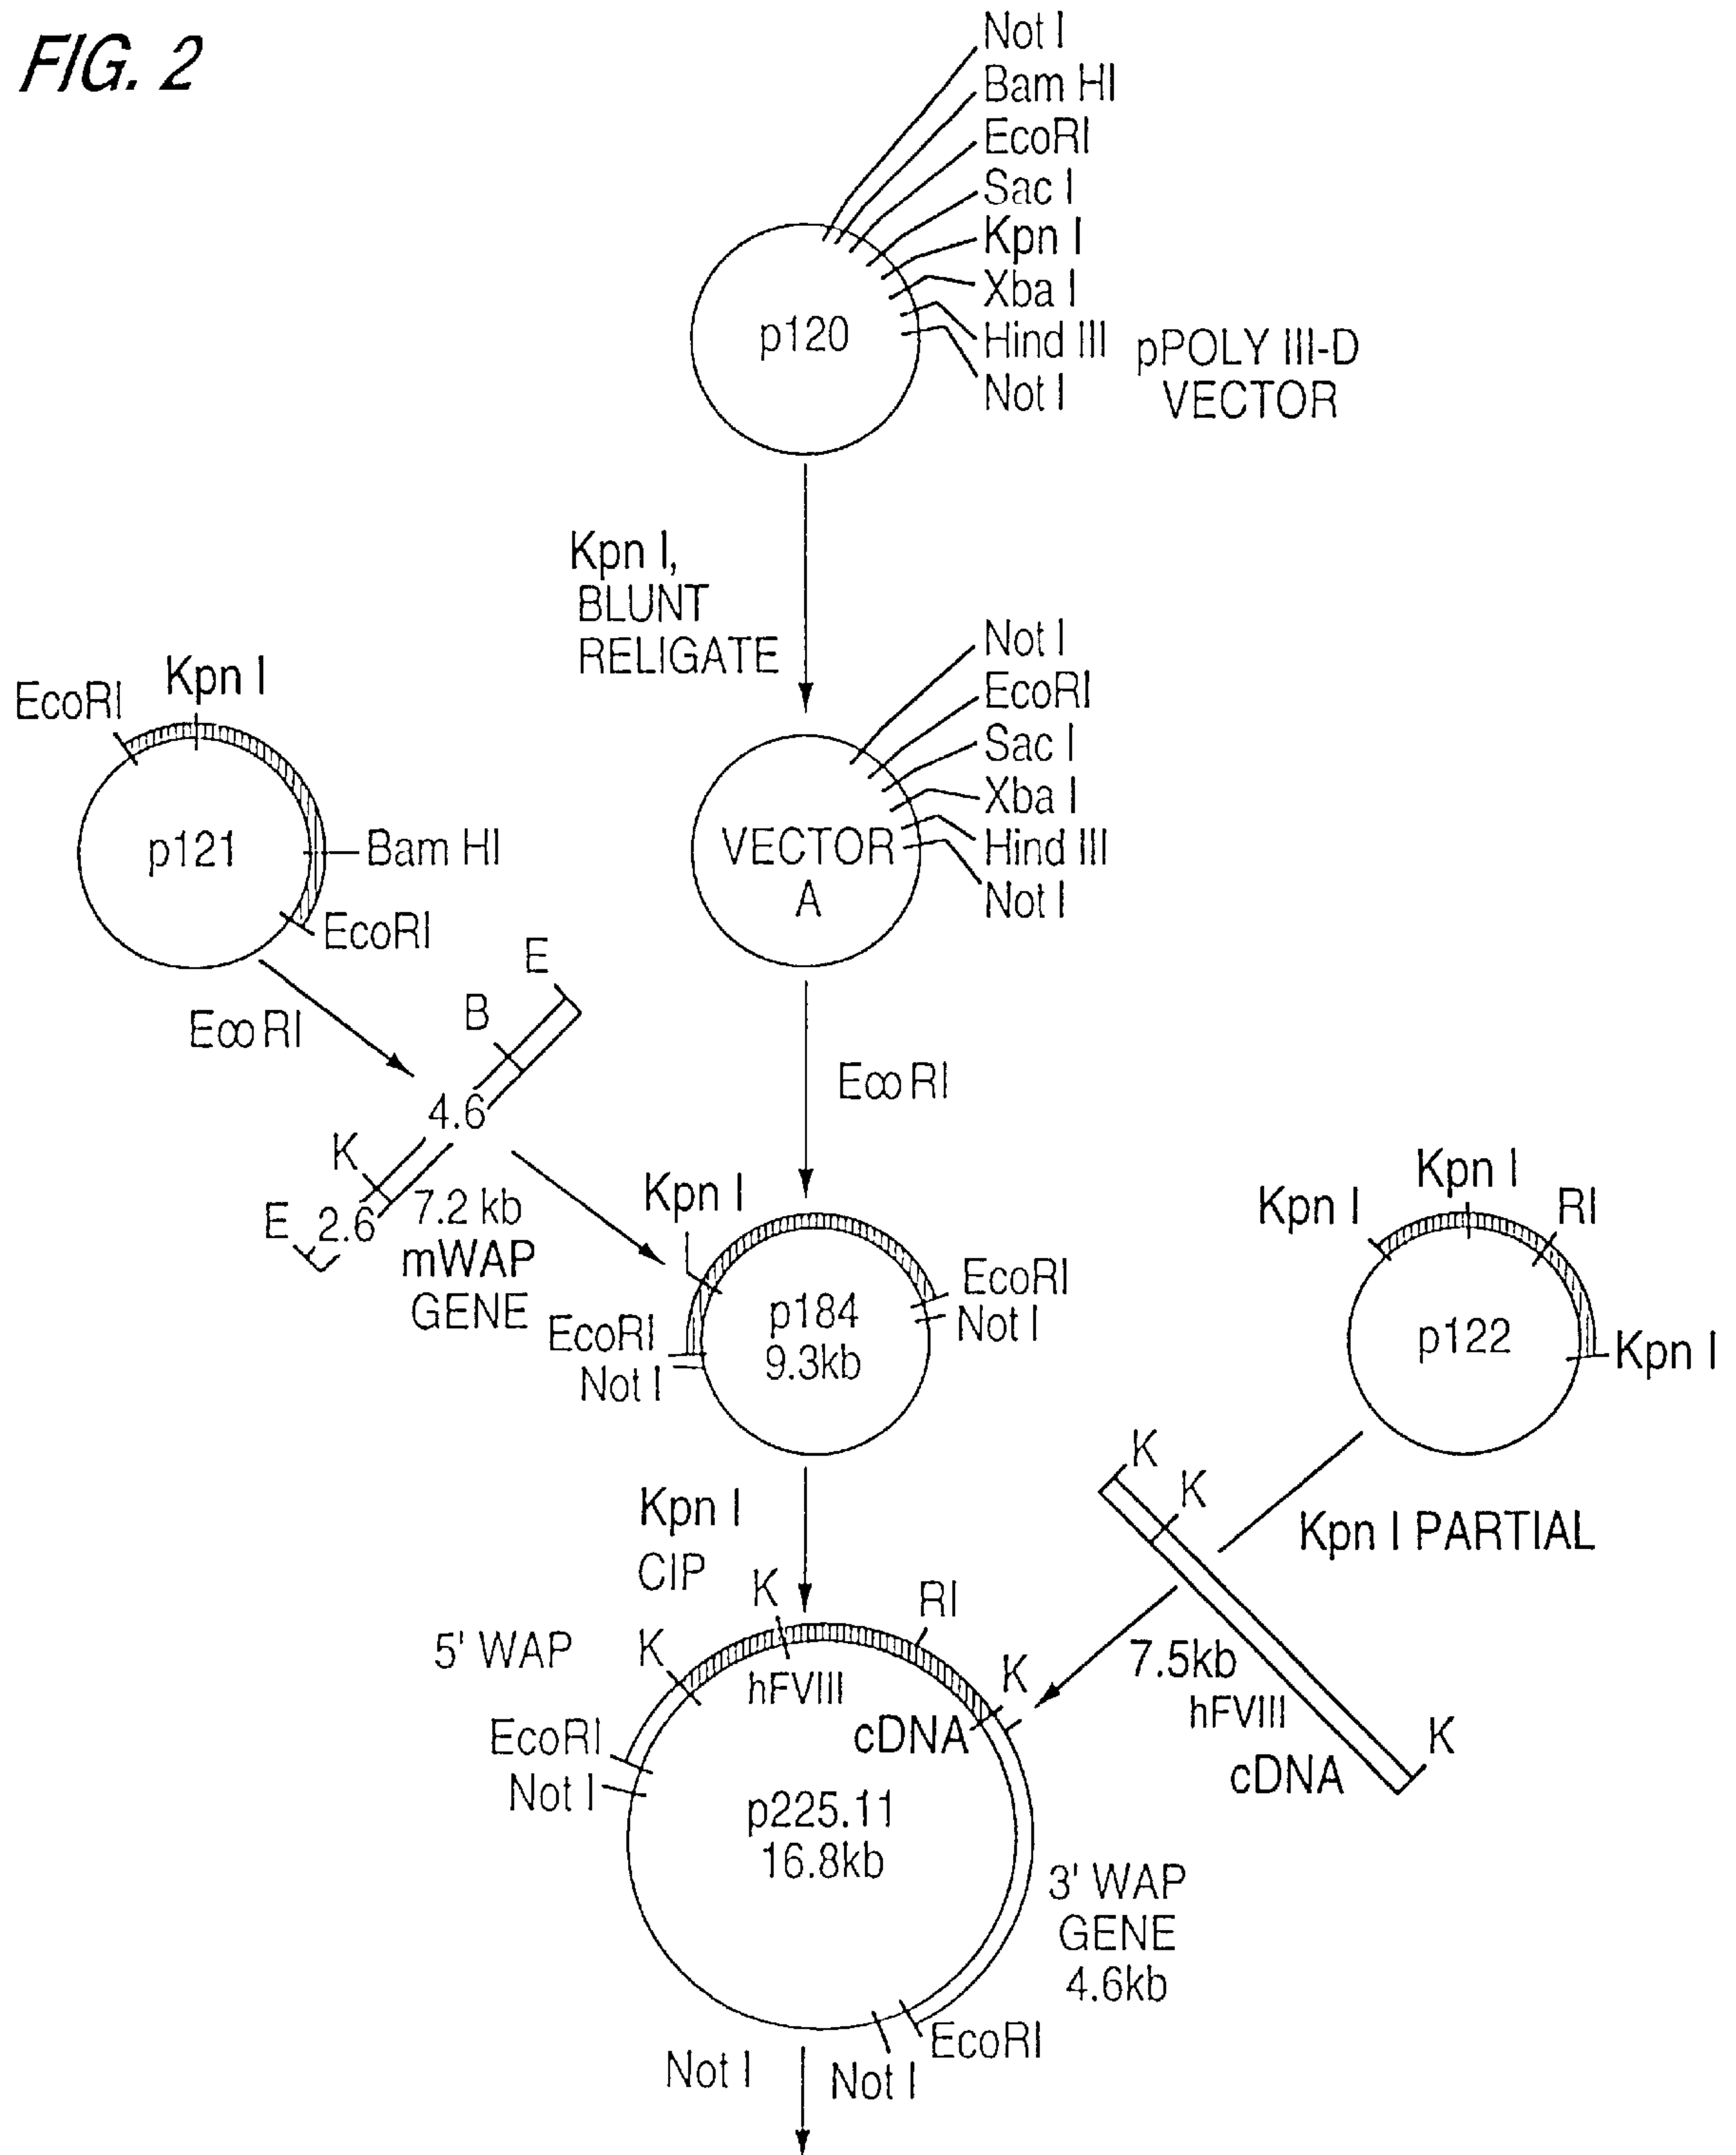 FIG. 2
Not I
Bam HI
EcoRI
Sac I
Kpn I
Xba I
Hind III
Not I
p120
pPOLY III-D
VECTOR
Kpn I,
BLUNT
RELIGATE
Not I
EcoRI
Sac I
Xba I
Hind III
Not I
VECTOR
A
EcoRI
Kpn I
p121
Bam HI
EcoRI
EcoRI
E
B
4.6
K
E
2.6
7.2 kb
mWAP
GENE
EcoRI
Kpn I
EcoRI
Not I
p184
9.3kb
EcoRI
Not I
Kpn I
Kpn I
RI
p122
Kpn I
Kpn I PARTIAL
K
K
7.5kb
hFVIII
cDNA
K
Kpn I
CIP
5' WAP
K
K
RI
K
hFVIII
cDNA
EcoRI
Not I
p225.11
16.8kb
3' WAP
GENE
4.6kb
EcoRI
Not I
Not I